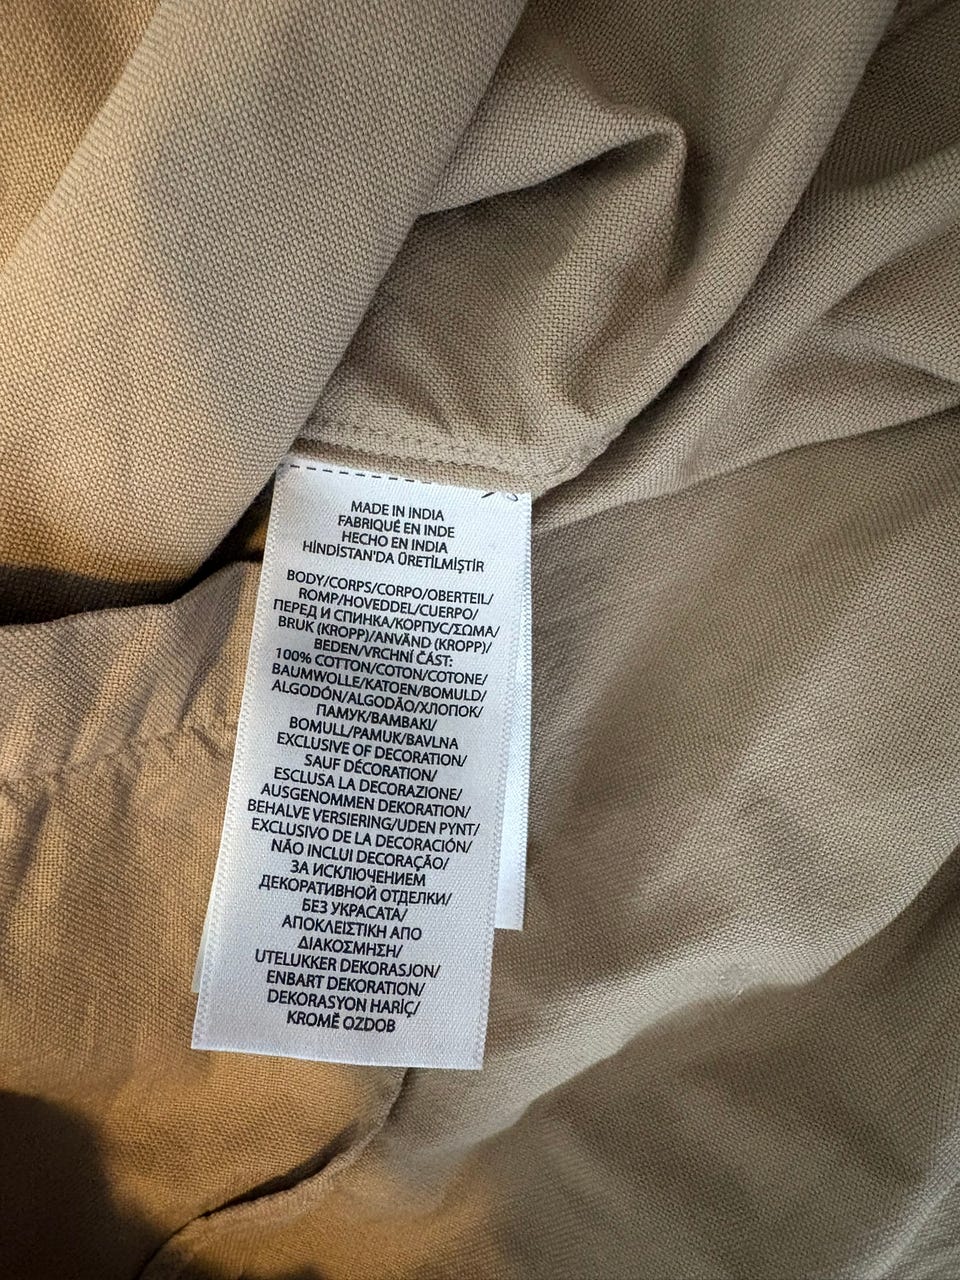 MADE IN INDIA
FABRIQUÉ EN INDE
HECHO EN INDIA
HİNDİSTAN'DA ÜRETİLMİŞTİR
BODY/CORPS/CORPO/OBERTEIL/
ROMP/HOVEDDEL/CUERPO/
ПЕРЕД И СПИНКА/КОРПУС/ΣΩΜΑ/
BRUK (KROPP)/ANVÄND (KROPP)/
BEDEN/VRCHNÍ ČÁST:
100% COTTON/COTON/COTONE/
BAUMWOLLE/KATOEN/BOMULD/
ALGODÓN/ALGODÃO/ХЛОПОК/
ПАМУК/ΒΑΜΒΑΚΙ/
BOMULL/PAMUK/BAVLNA
EXCLUSIVE OF DECORATION/
SAUF DÉCORATION/
ESCLUSA LA DECORAZIONE/
AUSGENOMMEN DEKORATION/
BEHALVE VERSIERING/UDEN PYNT/
EXCLUSIVO DE LA DECORACIÓN/
NÃO INCLUI DECORAÇÃO/
ЗА ИСКЛЮЧЕНИЕМ
ДЕКОРАТИВНОЙ ОТДЕЛКИ/
БЕЗ УКРАСАТА/
ΑΠΟΚΛΕΙΣΤΙΚΗ ΑΠΟ
ΔΙΑΚΟΣΜΗΣΗ/
UTELUKKER DEKORASJON/
ENBART DEKORATION/
DEKORASYON HARİÇ/
KROMĚ OZDOB